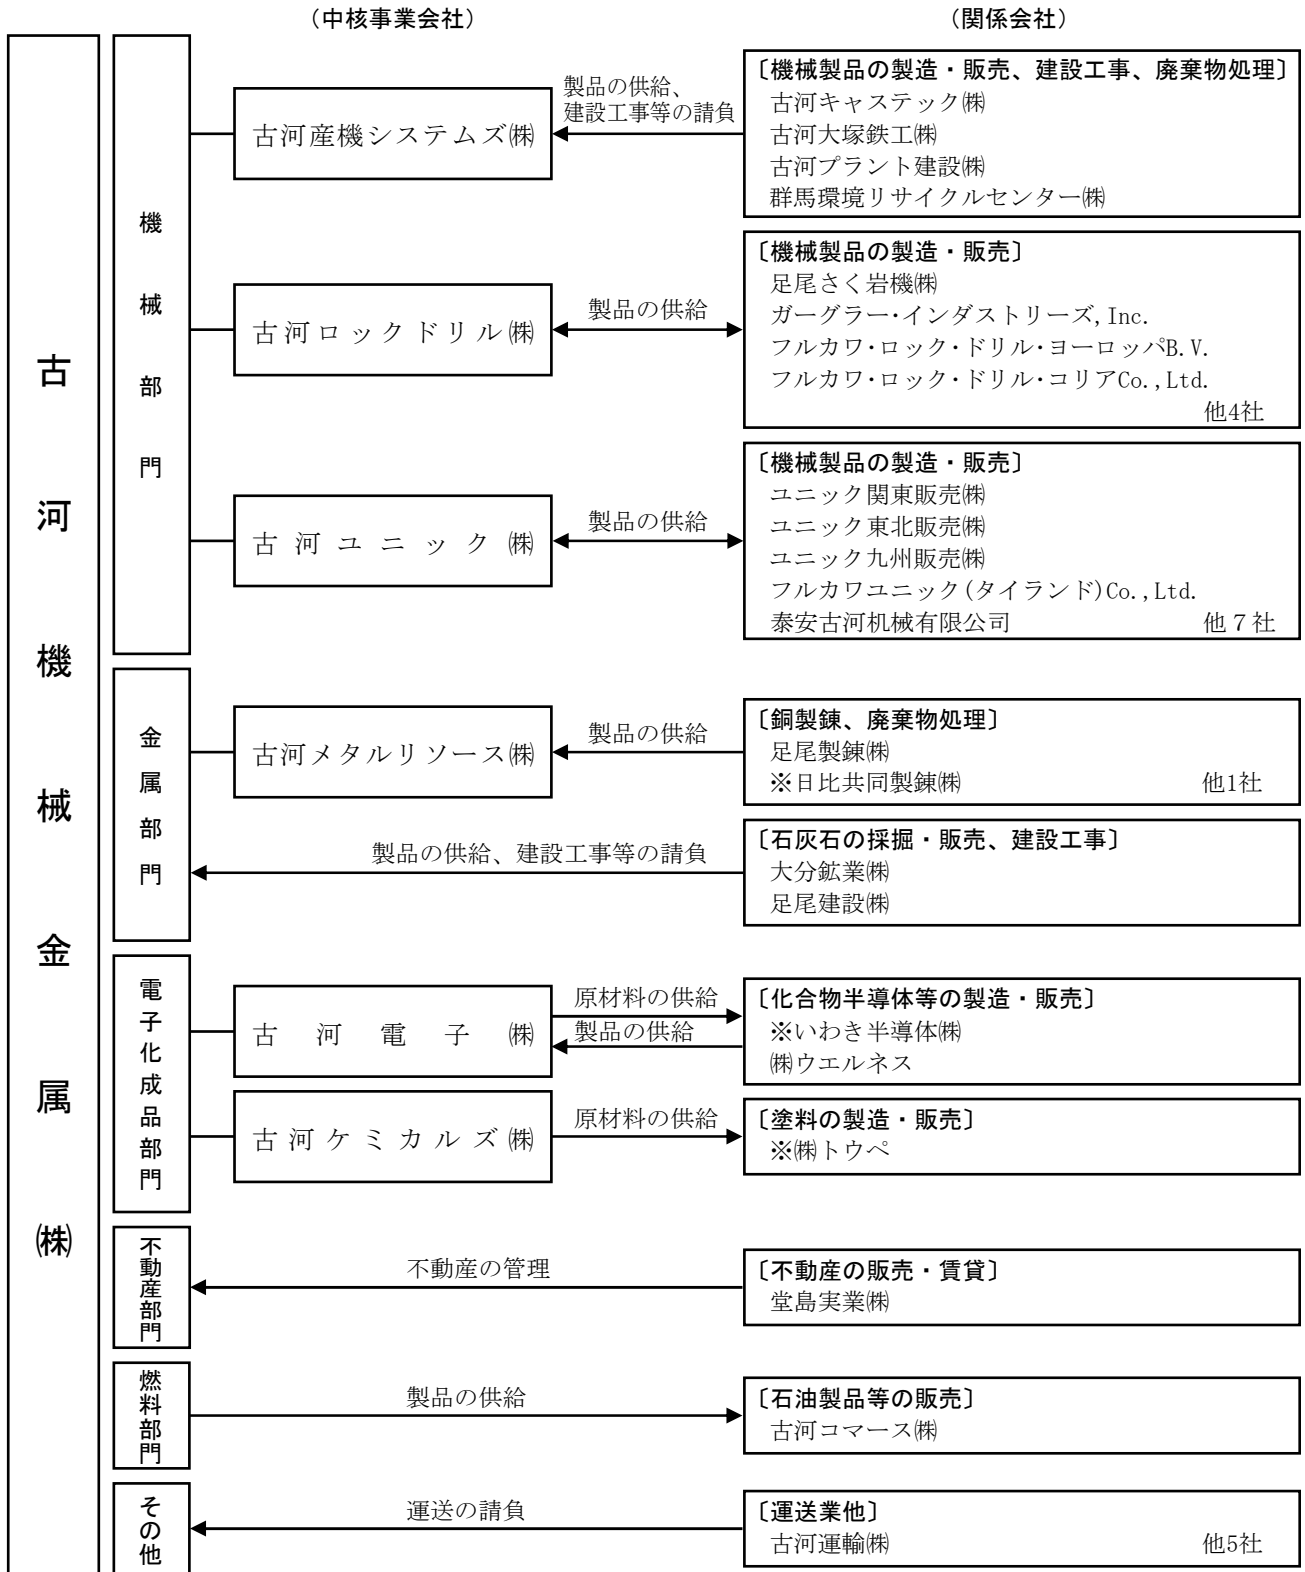 (中核事業会社)
(関係会社)
古河機械金属㈱
機械部門
古河産機システムズ㈱
製品の供給、
建設工事等の請負
〔機械製品の製造・販売、建設工事、廃棄物処理〕
古河キャステック㈱
古河大塚鉄工㈱
古河プラント建設㈱
群馬環境リサイクルセンター㈱
古河ロックドリル㈱
製品の供給
〔機械製品の製造・販売〕
足尾さく岩機㈱
ガーグラー・インダストリーズ,Inc.
フルカワ・ロック・ドリル・ヨーロッパB.V.
フルカワ・ロック・ドリル・コリアCo.,Ltd.
他4社
古河ユニック㈱
製品の供給
〔機械製品の製造・販売〕
ユニック関東販売㈱
ユニック東北販売㈱
ユニック九州販売㈱
フルカワユニック(タイランド)Co.,Ltd.
泰安古河机械有限公司 他７社
金属部門
古河メタルリソース㈱
製品の供給
〔銅製錬、廃棄物処理〕
足尾製錬㈱
※日比共同製錬㈱ 他1社
製品の供給、建設工事等の請負
〔石灰石の採掘・販売、建設工事〕
大分鉱業㈱
足尾建設㈱
電子化成品部門
古河電子㈱
原材料の供給
製品の供給
〔化合物半導体等の製造・販売〕
※いわき半導体㈱
㈱ウエルネス
古河ケミカルズ㈱
原材料の供給
〔塗料の製造・販売〕
※㈱トウペ
不動産部門
不動産の管理
〔不動産の販売・賃貸〕
堂島実業㈱
燃料部門
製品の供給
〔石油製品等の販売〕
古河コマース㈱
その他
運送の請負
〔運送業他〕
古河運輸㈱ 他5社